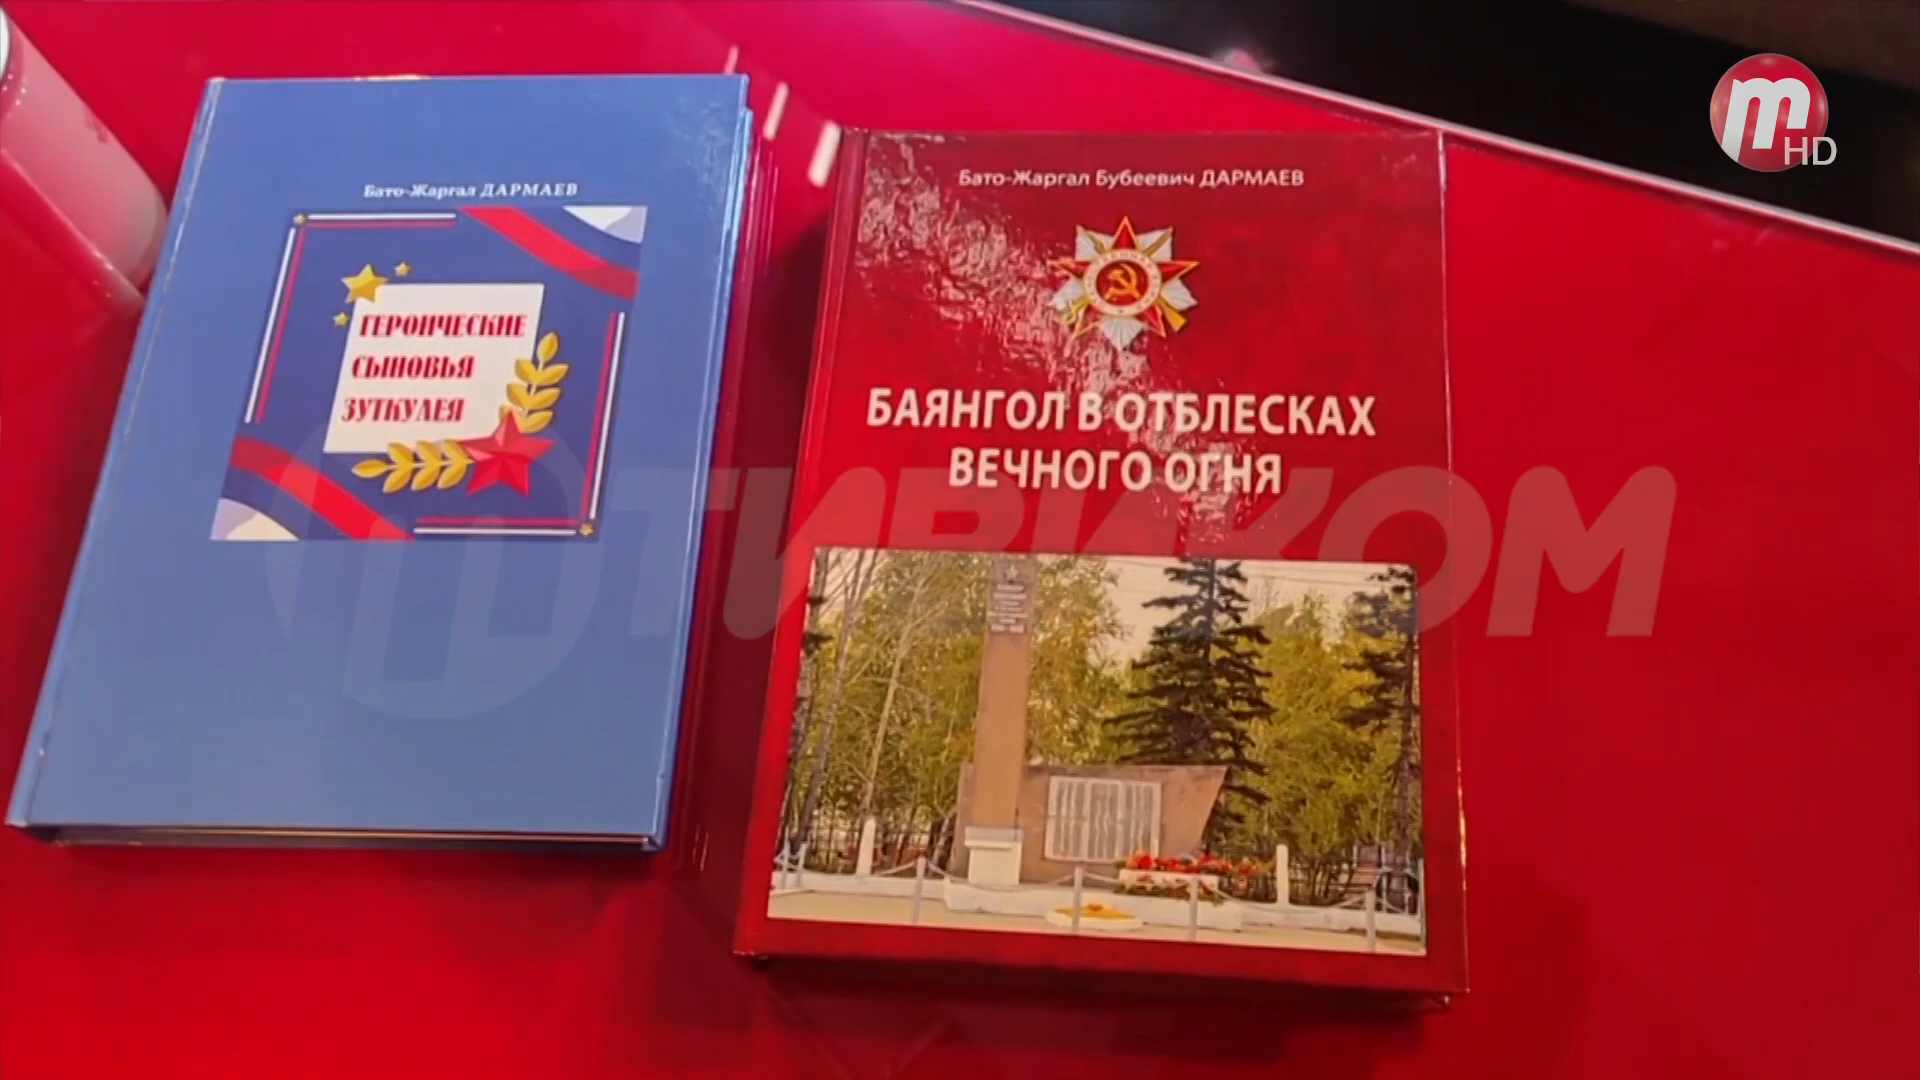 Бато-Жаргал ДАРМАЕВ
ГЕРОИЧЕСКИЕ
СЫНОВЬЯ
ЗУТКУЛЕЯ
Бато-Жаргал Бубеевич ДАРМАЕВ
БАЯНГОЛ В ОТБЛЕСКАХ
ВЕЧНОГО ОГНЯ
ТИВИКОМ
HD